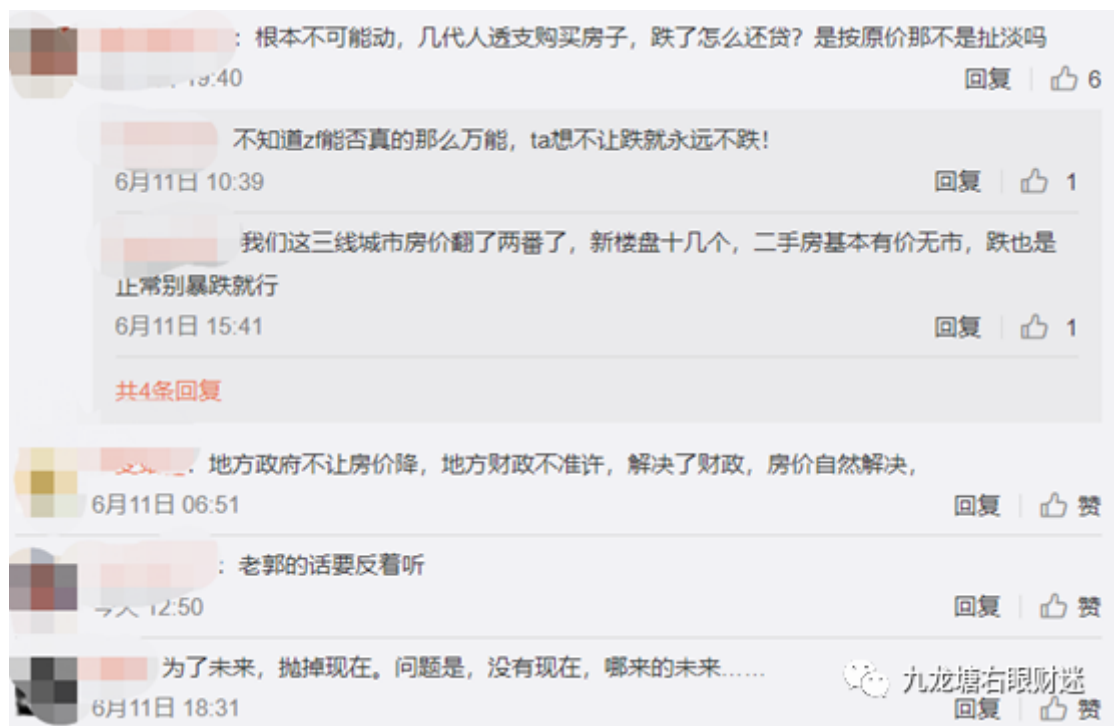 ：根本不可能动，几代人透支购买房子，跌了怎么还贷？是按原价那不是扯淡吗
19:40
回复 6
不知道zf能否真的那么万能，ta想不让跌就永远不跌！
6月11日 10:39
回复 1
我们这三线城市房价翻了两番了，新楼盘十几个，二手房基本有价无市，跌也是
正常别暴跌就行
6月11日 15:41
回复 1
共4条回复
：地方政府不让房价降，地方财政不准许，解决了财政，房价自然解决，
6月11日 06:51
回复 赞
：老郭的话要反着听
今天 12:50
回复 赞
为了未来，抛掉现在。问题是，没有现在，哪来的未来……
九龙塘右眼财迷
6月11日 18:31
回复 赞